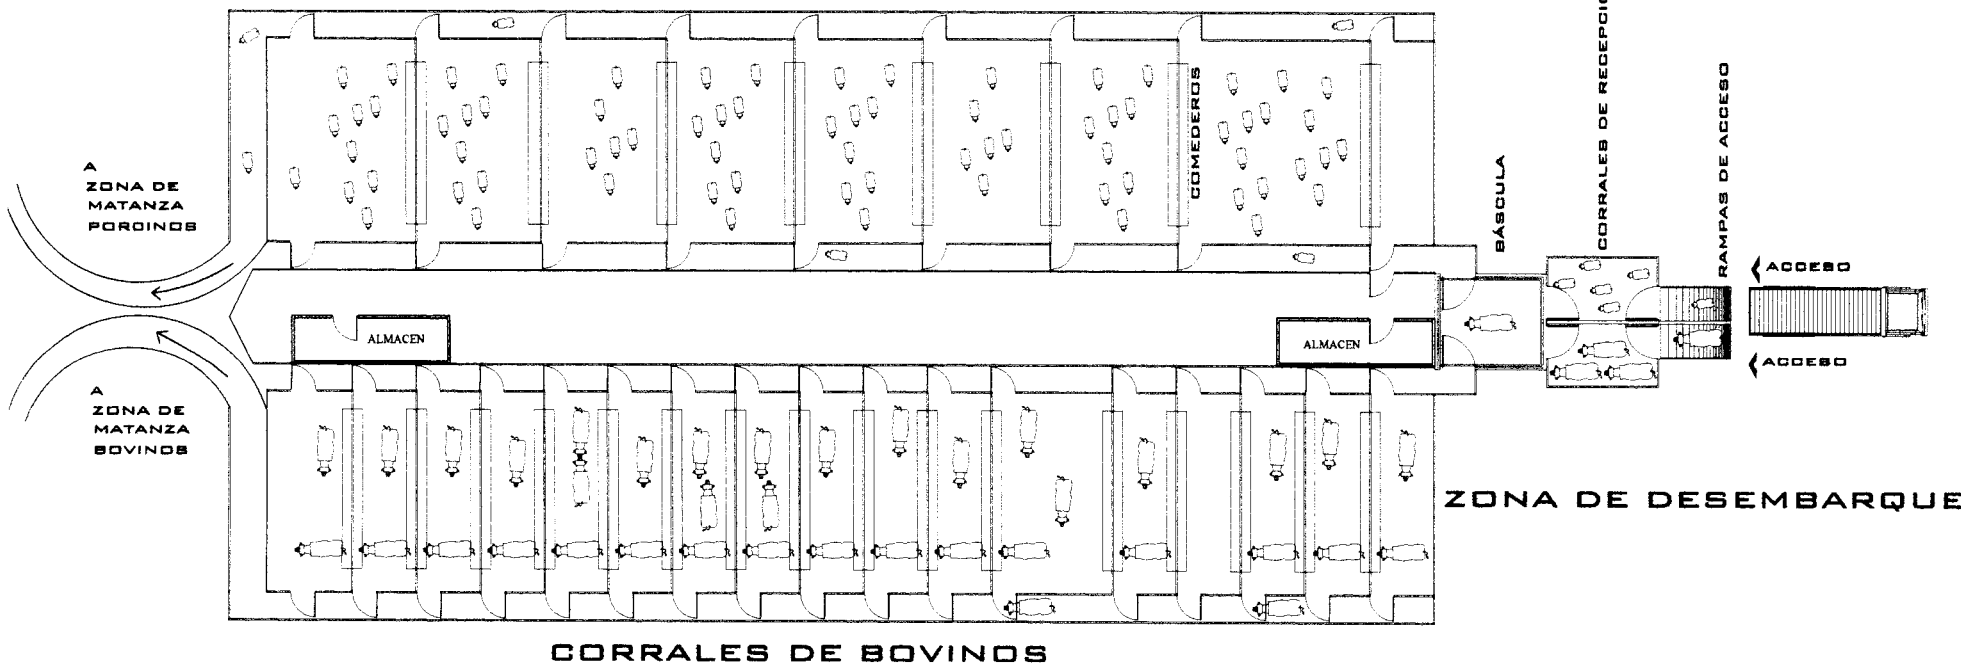 A
ZONA DE
MATANZA
PORCINOS
A
ZONA DE
MATANZA
BOVINOS
ALMACEN
ALMACEN
COMEDEROS
BÁSCULA
CORRALES DE
RAMPAS DE ACCESO
ACCESO
ACCESO
ZONA DE DESEMBARQUE
CORRALES DE BOVINOS